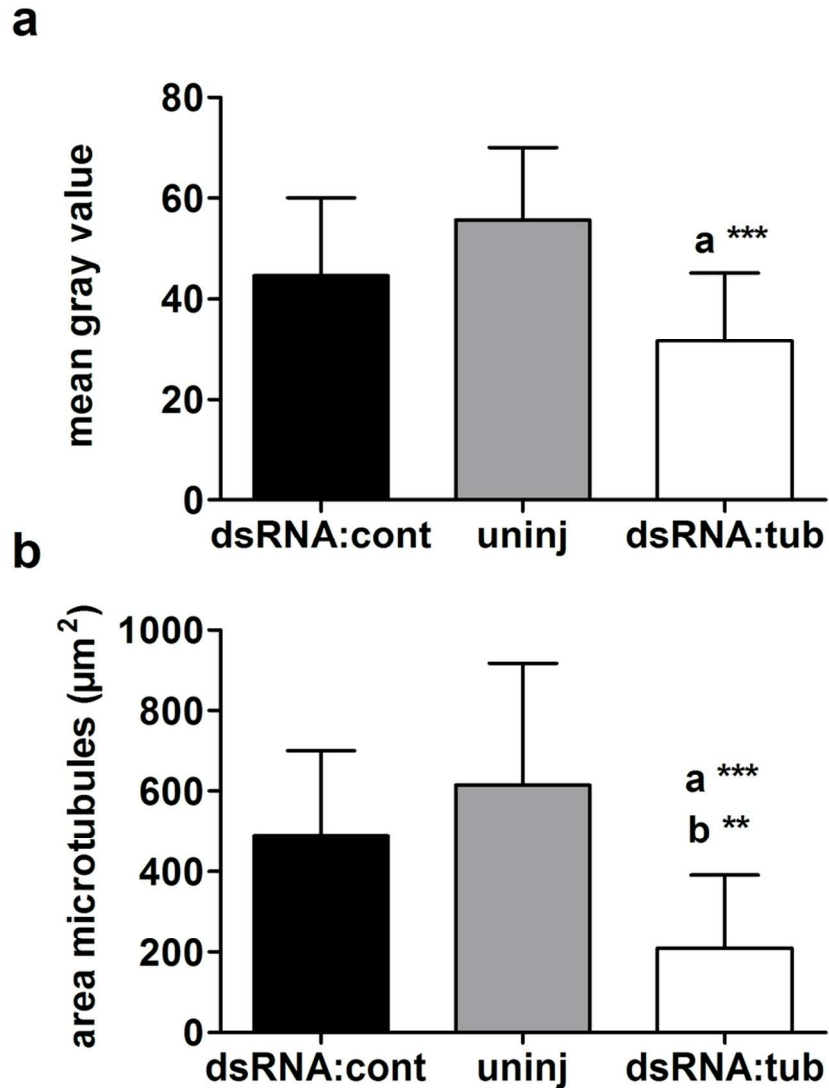 a
80
60
40
20
0
mean gray value
a ***
dsRNA:cont uninj dsRNA:tub
b
1000
800
600
400
200
0
area microtubules (µm²)
a ***
b **
dsRNA:cont uninj dsRNA:tub